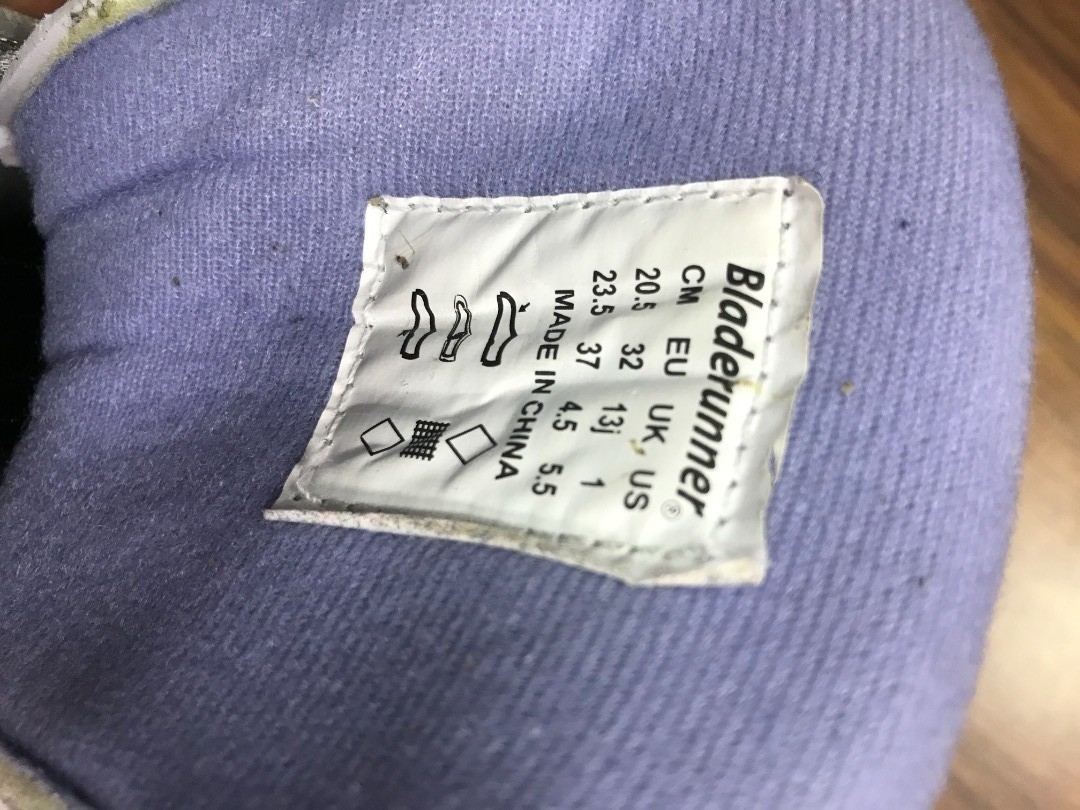 Bladerunner®
CM EU UK US
20.5 32 13j 1
23.5 37 4.5 5.5
MADE IN CHINA